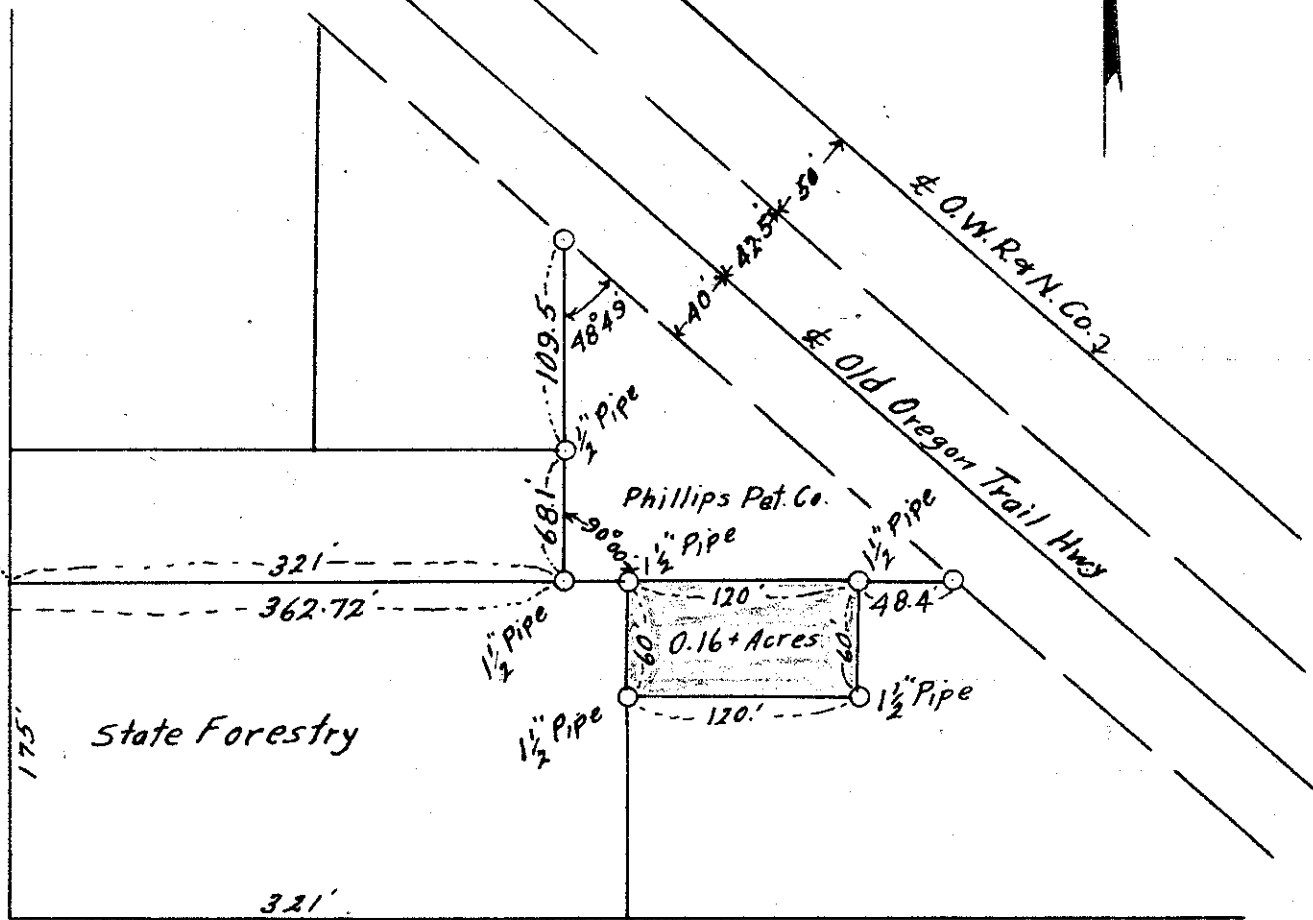 50'
42.5'
40'
⅊ O.W.R.&N. Co.
⅊ Old Oregon Trail Hwy
109.5
48°49'
1½" Pipe
68.1'
90°00'
Phillips Pet. Co.
1½" Pipe
1½" Pipe
321'
362.72'
120'
48.4'
1½" Pipe
60'
0.16+ Acres
60'
120.'
1½" Pipe
1½" Pipe
State Forestry
175'
321'